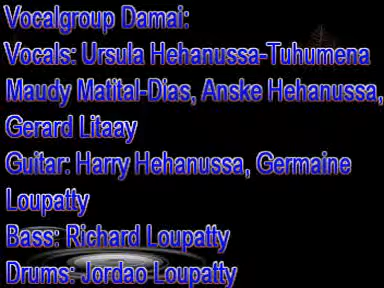 Vocalgroup Damai:
Vocals: Ursula Hehanussa-Tuhumena
Maudy Matital-Dias, Anske Hehanussa,
Gerard Litaay
Guitar: Harry Hehanussa, Germaine
Loupatty
Bass: Richard Loupatty
Drums: Jordao Loupatty